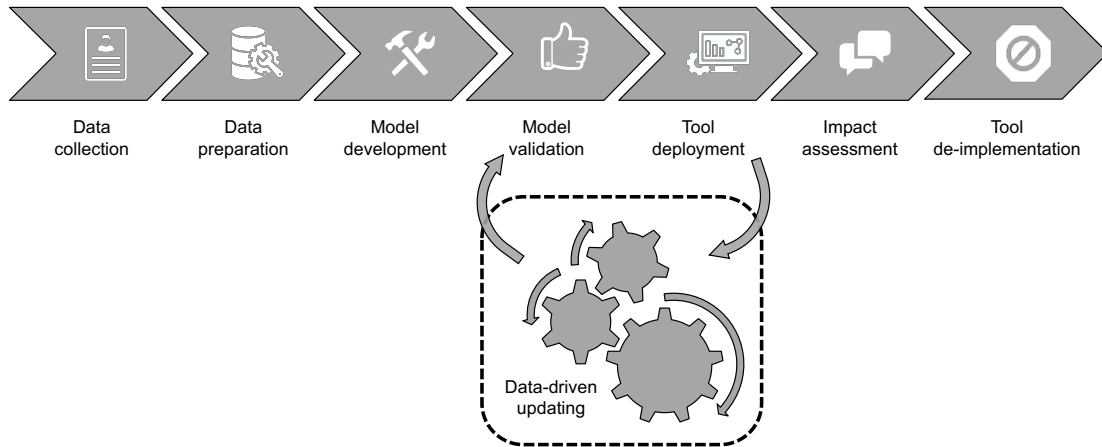 Data
collection
Data
preparation
Model
development
Model
validation
Tool
deployment
Impact
assessment
Tool
de-implementation
Data-driven
updating